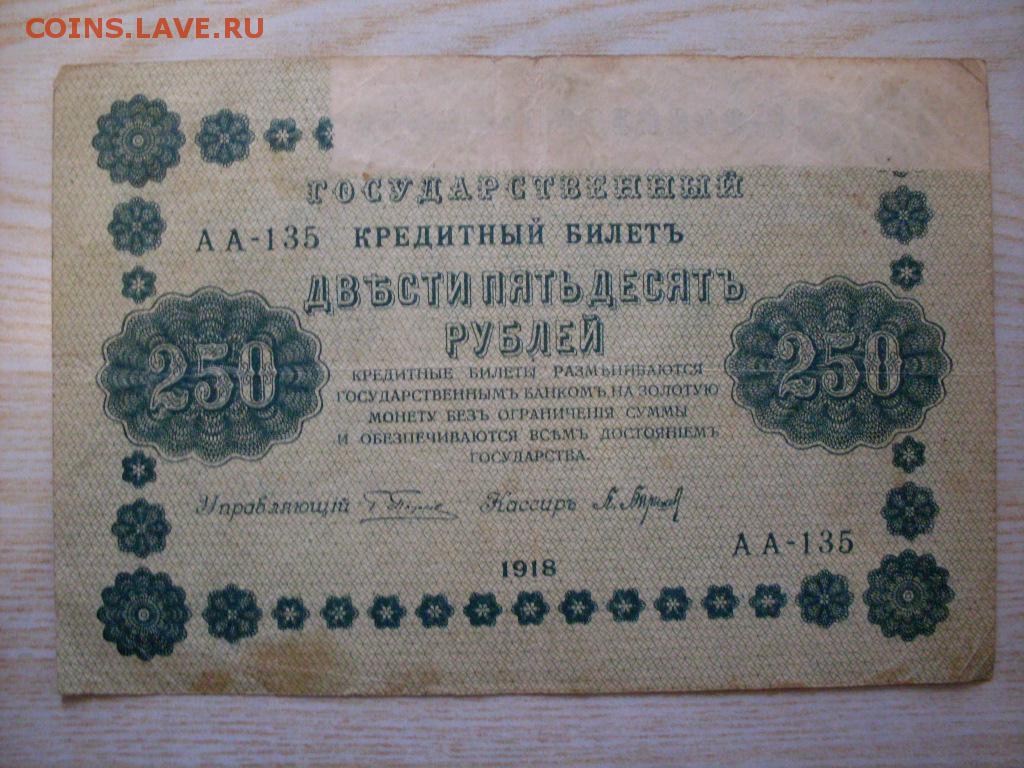 COINS.LAVE.RU
ГОСУДАРСТВЕННЫЙ
АА-135 КРЕДИТНЫЙ БИЛЕТЪ
ДВѢСТИ ПЯТЬДЕСЯТЪ
РУБЛЕЙ
250 250
КРЕДИТНЫЕ БИЛЕТЫ РАЗМѢНИВАЮТСЯ
ГОСУДАРСТВЕННЫМЪ БАНКОМЪ НА ЗОЛОТУЮ
МОНЕТУ БЕЗЪ ОГРАНИЧЕНІЯ СУММЫ
И ОБЕЗПЕЧИВАЮТСЯ ВСѢМЪ ДОСТОЯНІЕМЪ
ГОСУДАРСТВА.
Управляющій Кассиръ
АА-135
1918